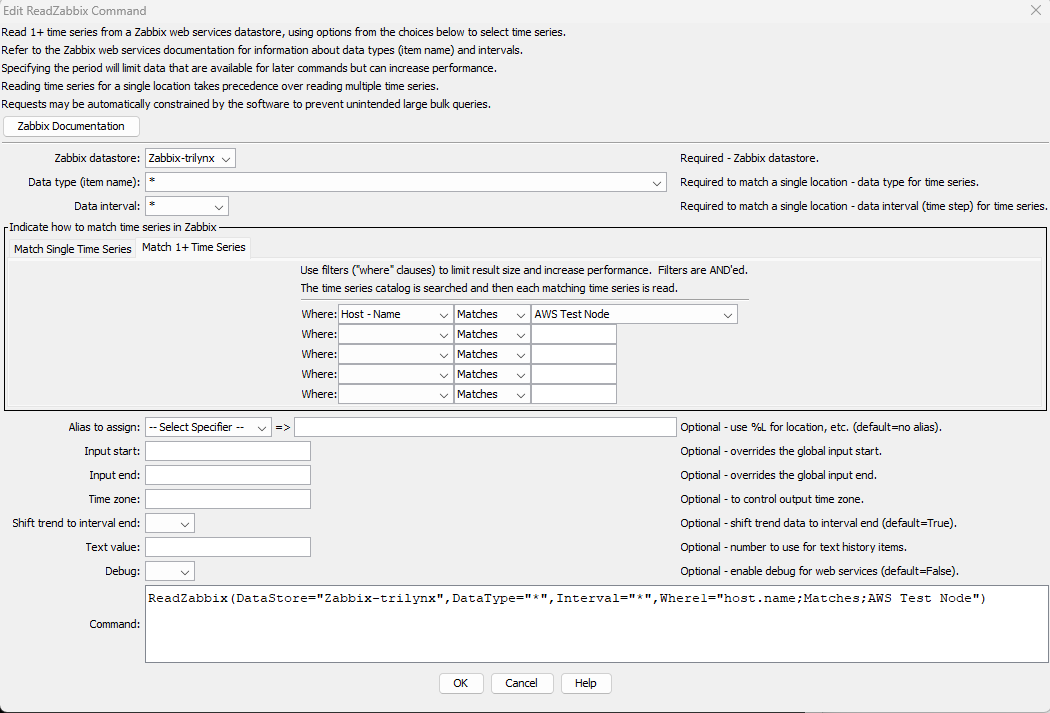 Edit ReadZabbix Command
Read 1+ time series from a Zabbix web services datastore, using options from the choices below to select time series.
Refer to the Zabbix web services documentation for information about data types (item name) and intervals.
Specifying the period will limit data that are available for later commands but can increase performance.
Reading time series for a single location takes precedence over reading multiple time series.
Requests may be automatically constrained by the software to prevent unintended large bulk queries.
Zabbix Documentation
Zabbix datastore: Zabbix-trilynx Required - Zabbix datastore.
Data type (item name): * Required to match a single location - data type for time series.
Data interval: * Required to match a single location - data interval (time step) for time series.
Indicate how to match time series in Zabbix
Match Single Time Series Match 1+ Time Series
Use filters ("where" clauses) to limit result size and increase performance. Filters are AND'ed.
The time series catalog is searched and then each matching time series is read.
Where: Host - Name Matches AWS Test Node
Where: Matches
Where: Matches
Where: Matches
Where: Matches
Alias to assign: -- Select Specifier -- => Optional - use %L for location, etc. (default=no alias).
Input start: Optional - overrides the global input start.
Input end: Optional - overrides the global input end.
Time zone: Optional - to control output time zone.
Shift trend to interval end: Optional - shift trend data to interval end (default=True).
Text value: Optional - number to use for text history items.
Debug: Optional - enable debug for web services (default=False).
Command: ReadZabbix(DataStore="Zabbix-trilynx",DataType="*",Interval="*",Where1="host.name;Matches;AWS Test Node")
OK Cancel Help